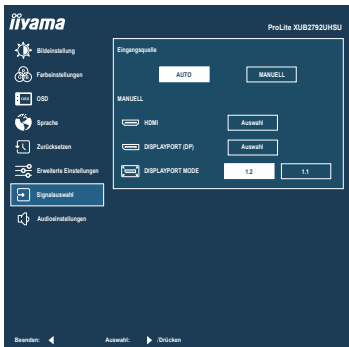 iiyama
ProLite XUB2792UHSU
Bildeinstellung
Farbeinstellungen
OSD
OSD
Sprache
Zurücksetzen
Erweiterte Einstellungen
Signalauswahl
Audioeinstellungen
Eingangsquelle
AUTO MANUELL
MANUELL
HDMI Auswahl
DISPLAYPORT (DP) Auswahl
DISPLAYPORT MODE 1.2 1.1
Beenden: Auswahl: /Drücken